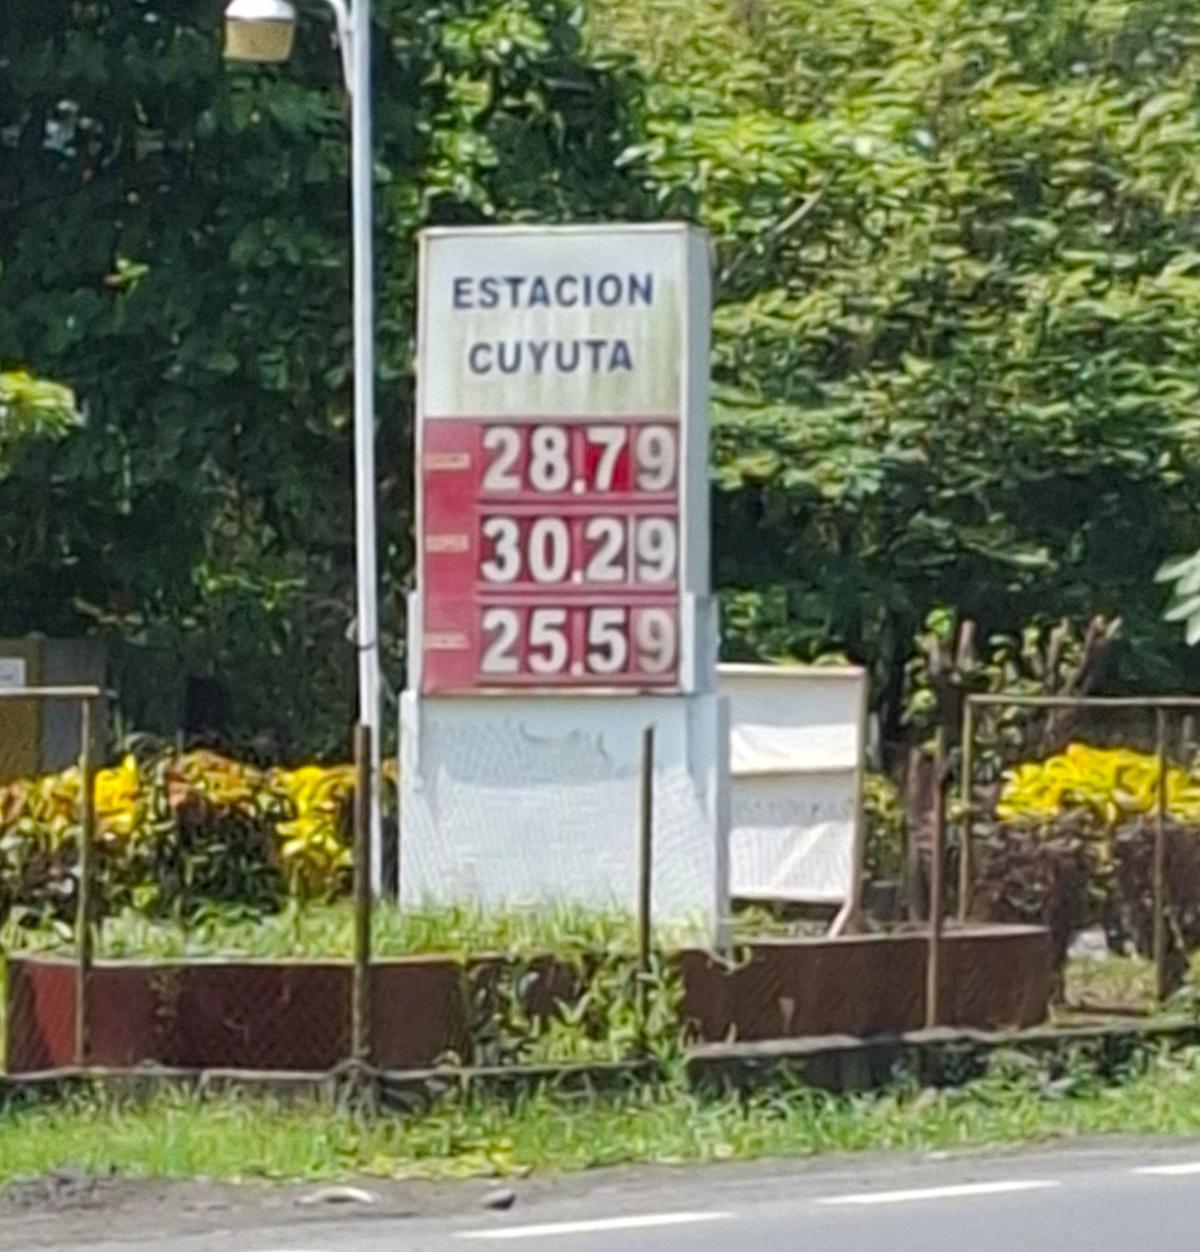 ESTACION
CUYUTA
28.79
30.29
25.59